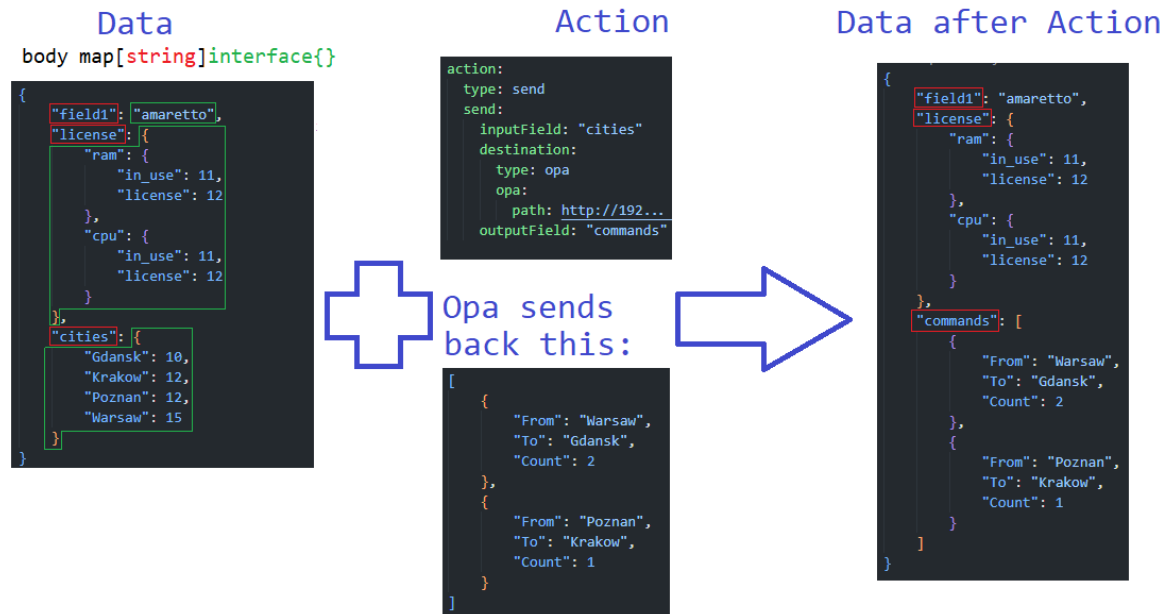 Data
body map[string]interface{}
{
"field1": "amaretto",
"license": {
"ram": {
"in_use": 11,
"license": 12
},
"cpu": {
"in_use": 11,
"license": 12
}
},
"cities": {
"Gdansk": 10,
"Krakow": 12,
"Poznan": 12,
"Warsaw": 15
}
}
Action
action:
type: send
send:
inputField: "cities"
destination:
type: opa
opa:
path: http://192...
outputField: "commands"
Opa sends
back this:
[
{
"From": "Warsaw",
"To": "Gdansk",
"Count": 2
},
{
"From": "Poznan",
"To": "Krakow",
"Count": 1
}
]
Data after Action
{
"field1": "amaretto",
"license": {
"ram": {
"in_use": 11,
"license": 12
},
"cpu": {
"in_use": 11,
"license": 12
}
},
"commands": [
{
"From": "Warsaw",
"To": "Gdansk",
"Count": 2
},
{
"From": "Poznan",
"To": "Krakow",
"Count": 1
}
]
}